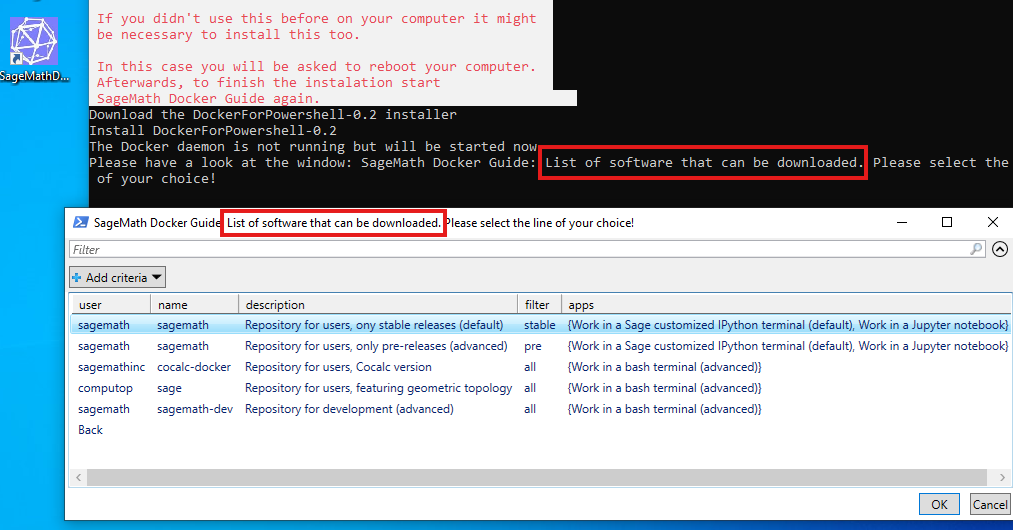 If you didn't use this before on your computer it might
be necessary to install this too.
In this case you will be asked to reboot your computer.
Afterwards, to finish the instalation start
SageMath Docker Guide again.
SageMathD...
Download the DockerForPowershell-0.2 installer
Install DockerForPowershell-0.2
The Docker daemon is not running but will be started now
Please have a look at the window: SageMath Docker Guide: List of software that can be downloaded. Please select the
of your choice!
SageMath Docker Guide List of software that can be downloaded. Please select the line of your choice!
Filter
Add criteria
user name description filter apps
sagemath sagemath Repository for users, ony stable releases (default) stable {Work in a Sage customized IPython terminal (default), Work in a Jupyter notebook}
sagemath sagemath Repository for users, only pre-releases (advanced) pre {Work in a Sage customized IPython terminal (default), Work in a Jupyter notebook}
sagemathinc cocalc-docker Repository for users, Cocalc version all {Work in a bash terminal (advanced)}
computop sage Repository for users, featuring geometric topology all {Work in a bash terminal (advanced)}
sagemath sagemath-dev Repository for development (advanced) all {Work in a bash terminal (advanced)}
Back
OK Cancel